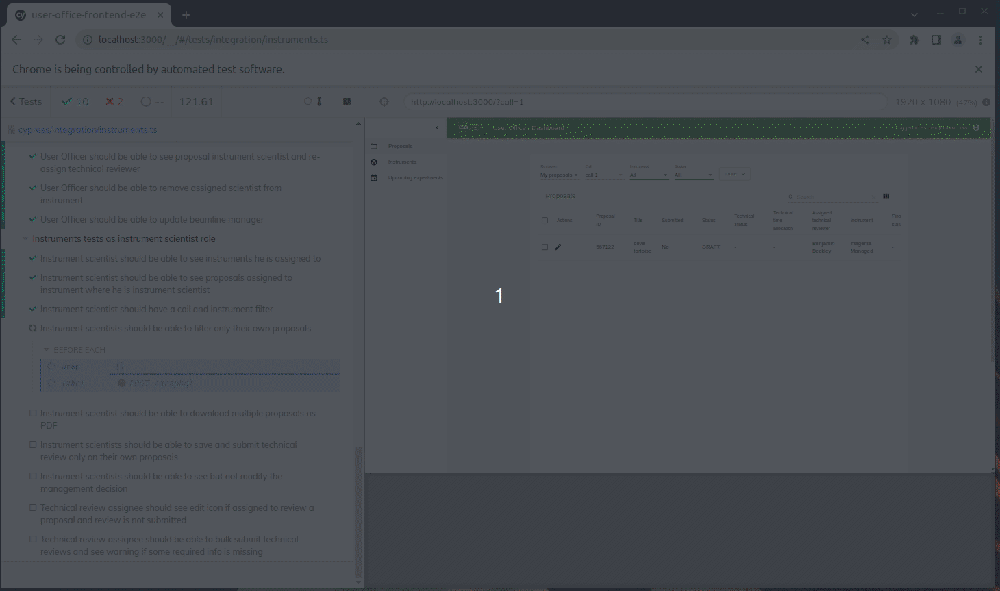 user-office-frontend-e2e
localhost:3000/__/#/tests/integration/instruments.ts
Chrome is being controlled by automated test software.
Tests 10 2 -- 121.61
http://localhost:3000/?call=1 1920 x 1080 (47%)
cypress/integration/instruments.ts
User Officer should be able to see proposal instrument scientist and re-
assign technical reviewer
User Officer should be able to remove assigned scientist from
instrument
User Officer should be able to update beamline manager
Instruments tests as instrument scientist role
Instrument scientist should be able to see instruments he is assigned to
Instrument scientist should be able to see proposals assigned to
instrument where he is instrument scientist
Instrument scientist should have a call and instrument filter
Instrument scientists should be able to filter only their own proposals
BEFORE EACH
wrap {}
(xhr) POST /graphql
Instrument scientist should be able to download multiple proposals as
PDF
Instrument scientists should be able to save and submit technical
review only on their own proposals
Instrument scientists should be able to see but not modify the
management decision
Technical review assignee should see edit icon if assigned to review a
proposal and review is not submitted
Technical review assignee should be able to bulk submit technical
reviews and see warning if some required info is missing
ess User Office / Dashboard
Logged in as
Proposals
Instruments
Upcoming experiments
Reviewer Call Instrument Status
My proposals call 1 All All more
Proposals
Search
Actions
Proposal
ID
Title
Submitted
Status
Technical
status
Technical
time
allocation
Assigned
technical
reviewer
Instrument
567122
olive
tortoise
No
DRAFT
-
-
Benjamin
Beckley
magenta
Managed
-
1